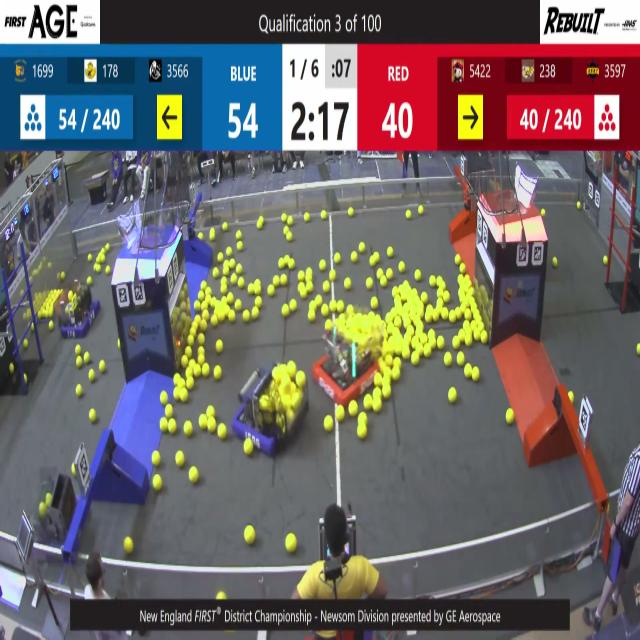 FIRST AGE
Qualification 3 of 100
REBUILT
1699 178 3566
BLUE
1 / 6 :07
RED
5422 238 3597
54 / 240
54
2:17
40
40 / 240
New England FIRST® District Championship - Newsom Division presented by GE Aerospace